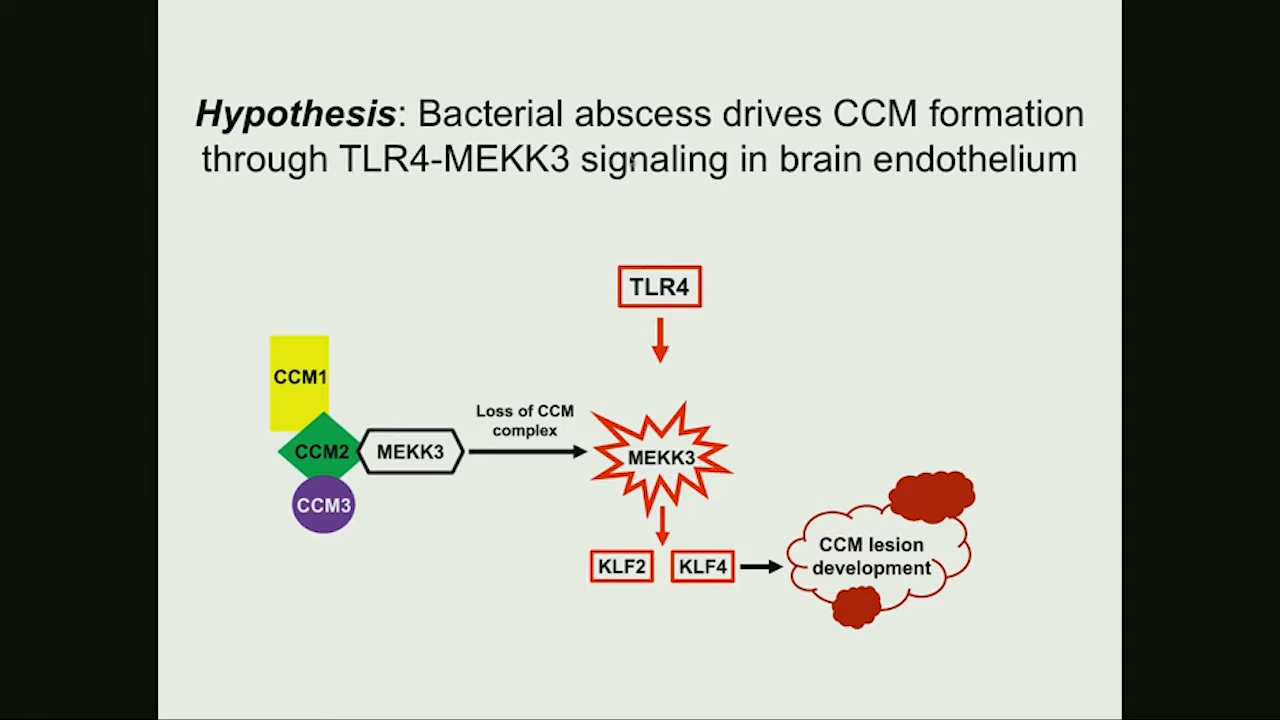 Hypothesis: Bacterial abscess drives CCM formation
through TLR4-MEKK3 signaling in brain endothelium
TLR4
CCM1
CCM2
MEKK3
CCM3
Loss of CCM
complex
MEKK3
KLF2
KLF4
CCM lesion
development